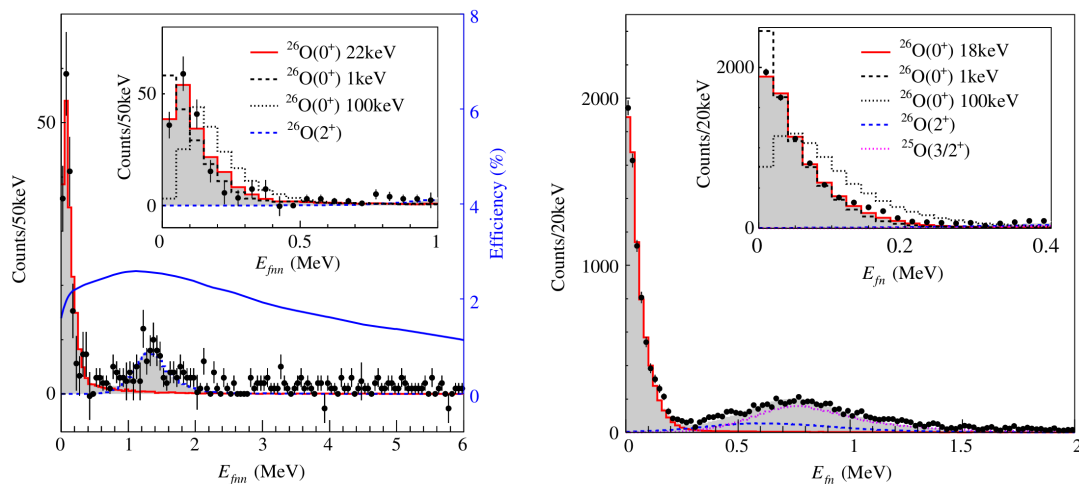 8
6
4
2
0
Efficiency (%)
50
0
Counts/50keV
0
1
2
3
4
5
6
E_fnn (MeV)
50
0
Counts/50keV
0
0.5
1
E_fnn (MeV)
²⁶O(0⁺) 22keV
²⁶O(0⁺) 1keV
²⁶O(0⁺) 100keV
²⁶O(2⁺)
2000
1000
0
Counts/20keV
0
0.5
1
1.5
2
E_fn (MeV)
2000
0
Counts/20keV
0
0.2
0.4
E_fn (MeV)
²⁶O(0⁺) 18keV
²⁶O(0⁺) 1keV
²⁶O(0⁺) 100keV
²⁶O(2⁺)
²⁵O(3/2⁺)